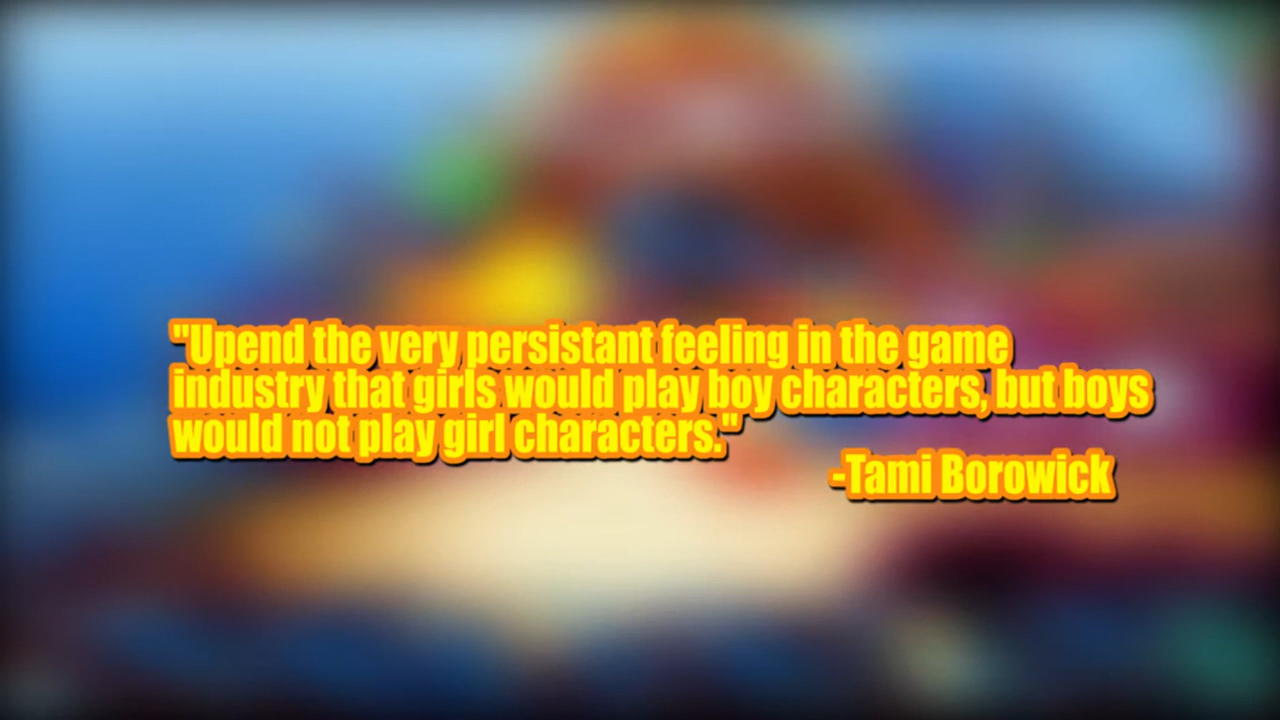 "Upend the very persistant feeling in the game
industry that girls would play boy characters, but boys
would not play girl characters."
-Tami Borowick